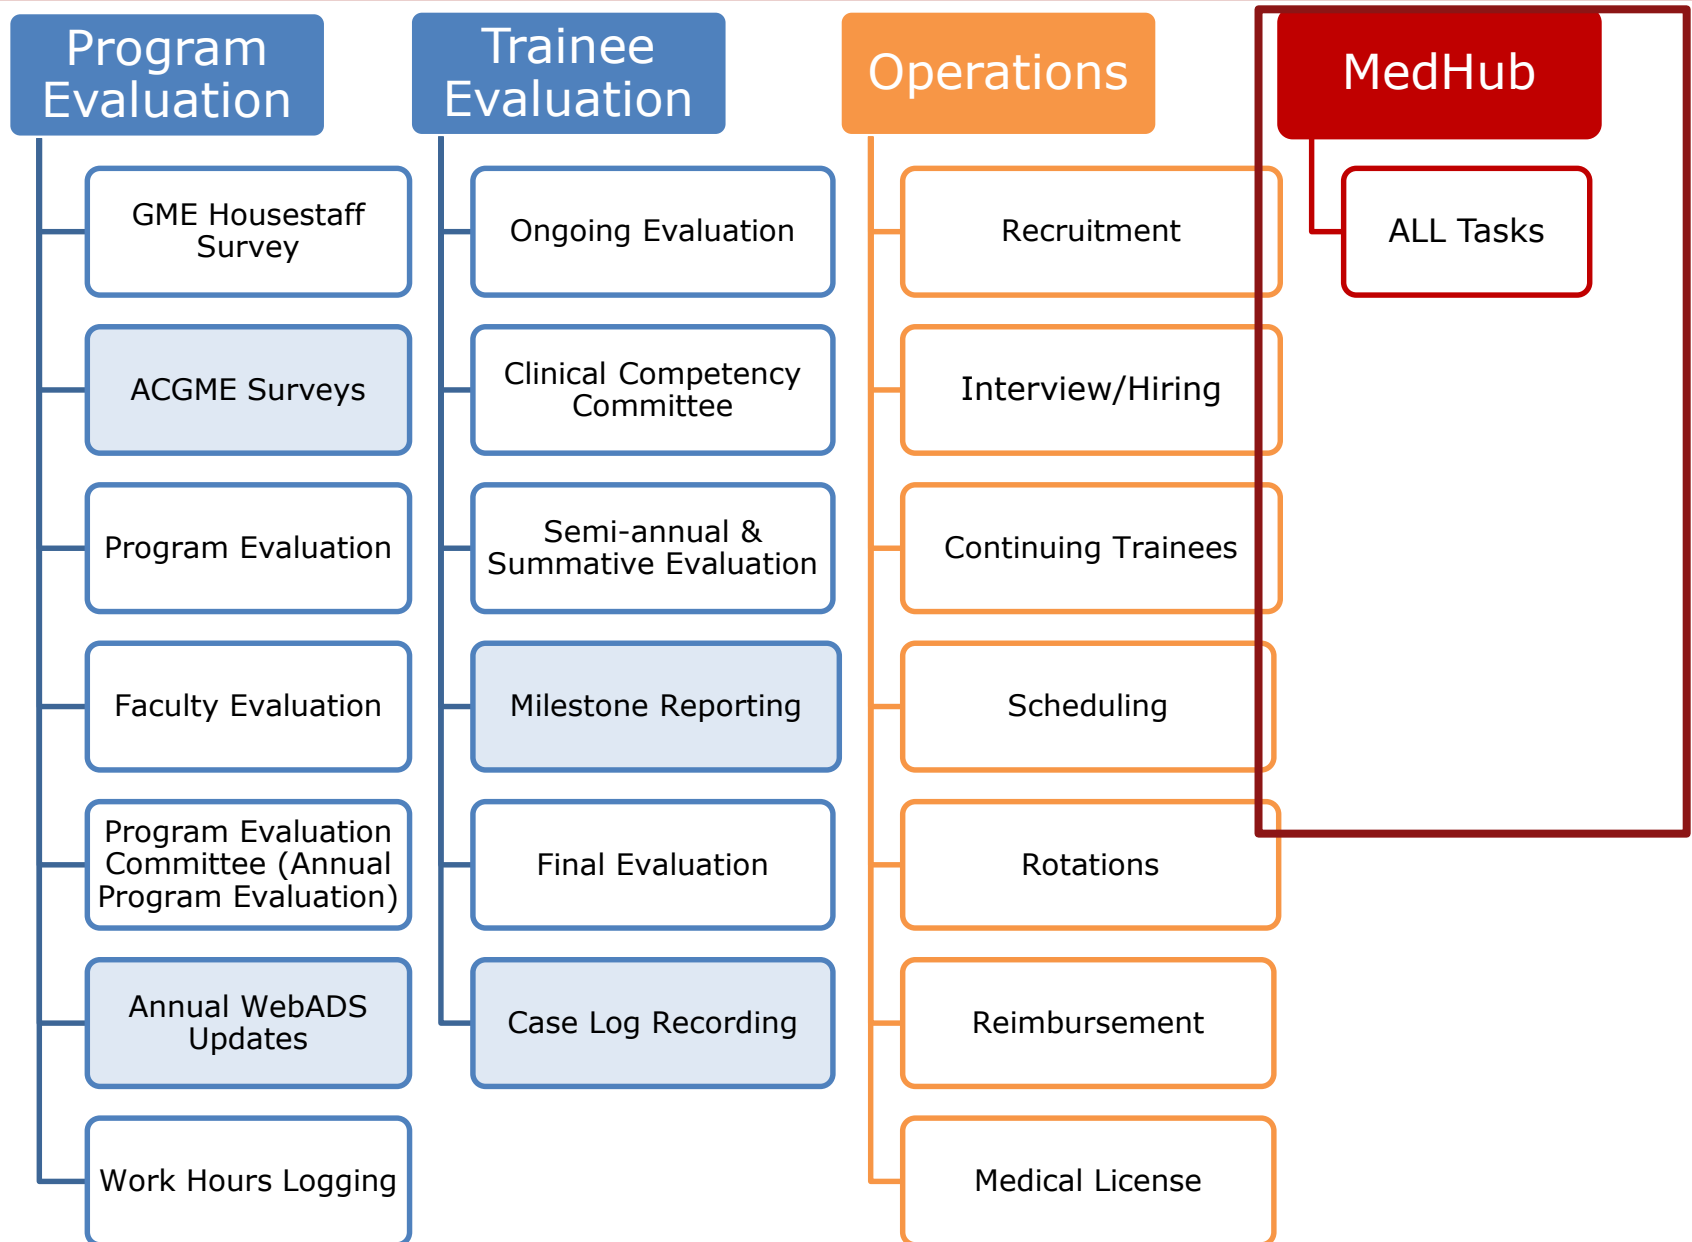 Program
Evaluation
GME Housestaff
Survey
ACGME Surveys
Program Evaluation
Faculty Evaluation
Program Evaluation
Committee (Annual
Program Evaluation)
Annual WebADS
Updates
Work Hours Logging
Trainee
Evaluation
Ongoing Evaluation
Clinical Competency
Committee
Semi-annual &
Summative Evaluation
Milestone Reporting
Final Evaluation
Case Log Recording
Operations
Recruitment
Interview/Hiring
Continuing Trainees
Scheduling
Rotations
Reimbursement
Medical License
MedHub
ALL Tasks